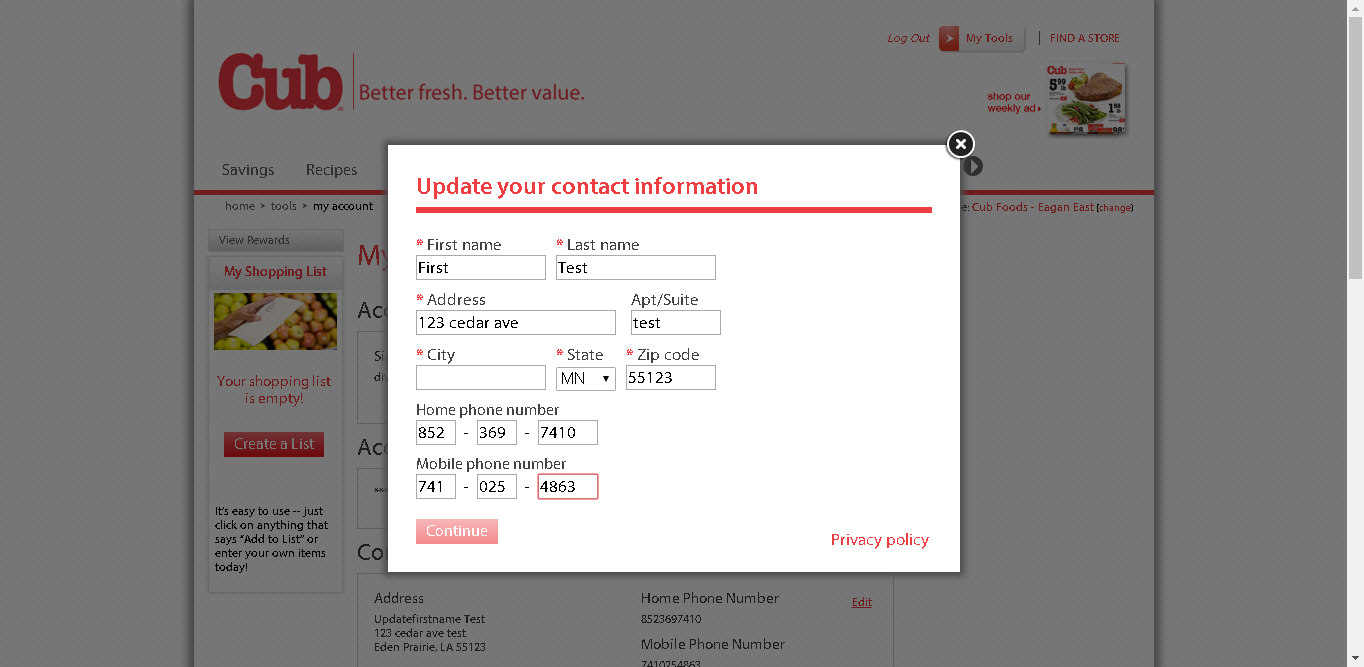 Log Out
My Tools
FIND A STORE
Cub
Better fresh. Better value.
shop our
weekly ad
Cub
5 99
1 88
Savings
Recipes
home ▸ tools ▸ my account
e: Cub Foods - Eagan East [change]
View Rewards
My Shopping List
Your shopping list
is empty!
Create a List
It's easy to use -- just
click on anything that
says “Add to List” or
enter your own items
today!
My
Acc
Acc
Update your contact information
* First name
* Last name
First
Test
* Address
Apt/Suite
123 cedar ave
test
* City
* State
* Zip code
MN
55123
Home phone number
852 - 369 - 7410
Mobile phone number
741 - 025 - 4863
Continue
Privacy policy
Address
Updatefirstname Test
123 cedar ave test
Eden Prairie, LA 55123
Home Phone Number
8523697410
Edit
Mobile Phone Number
7410254863